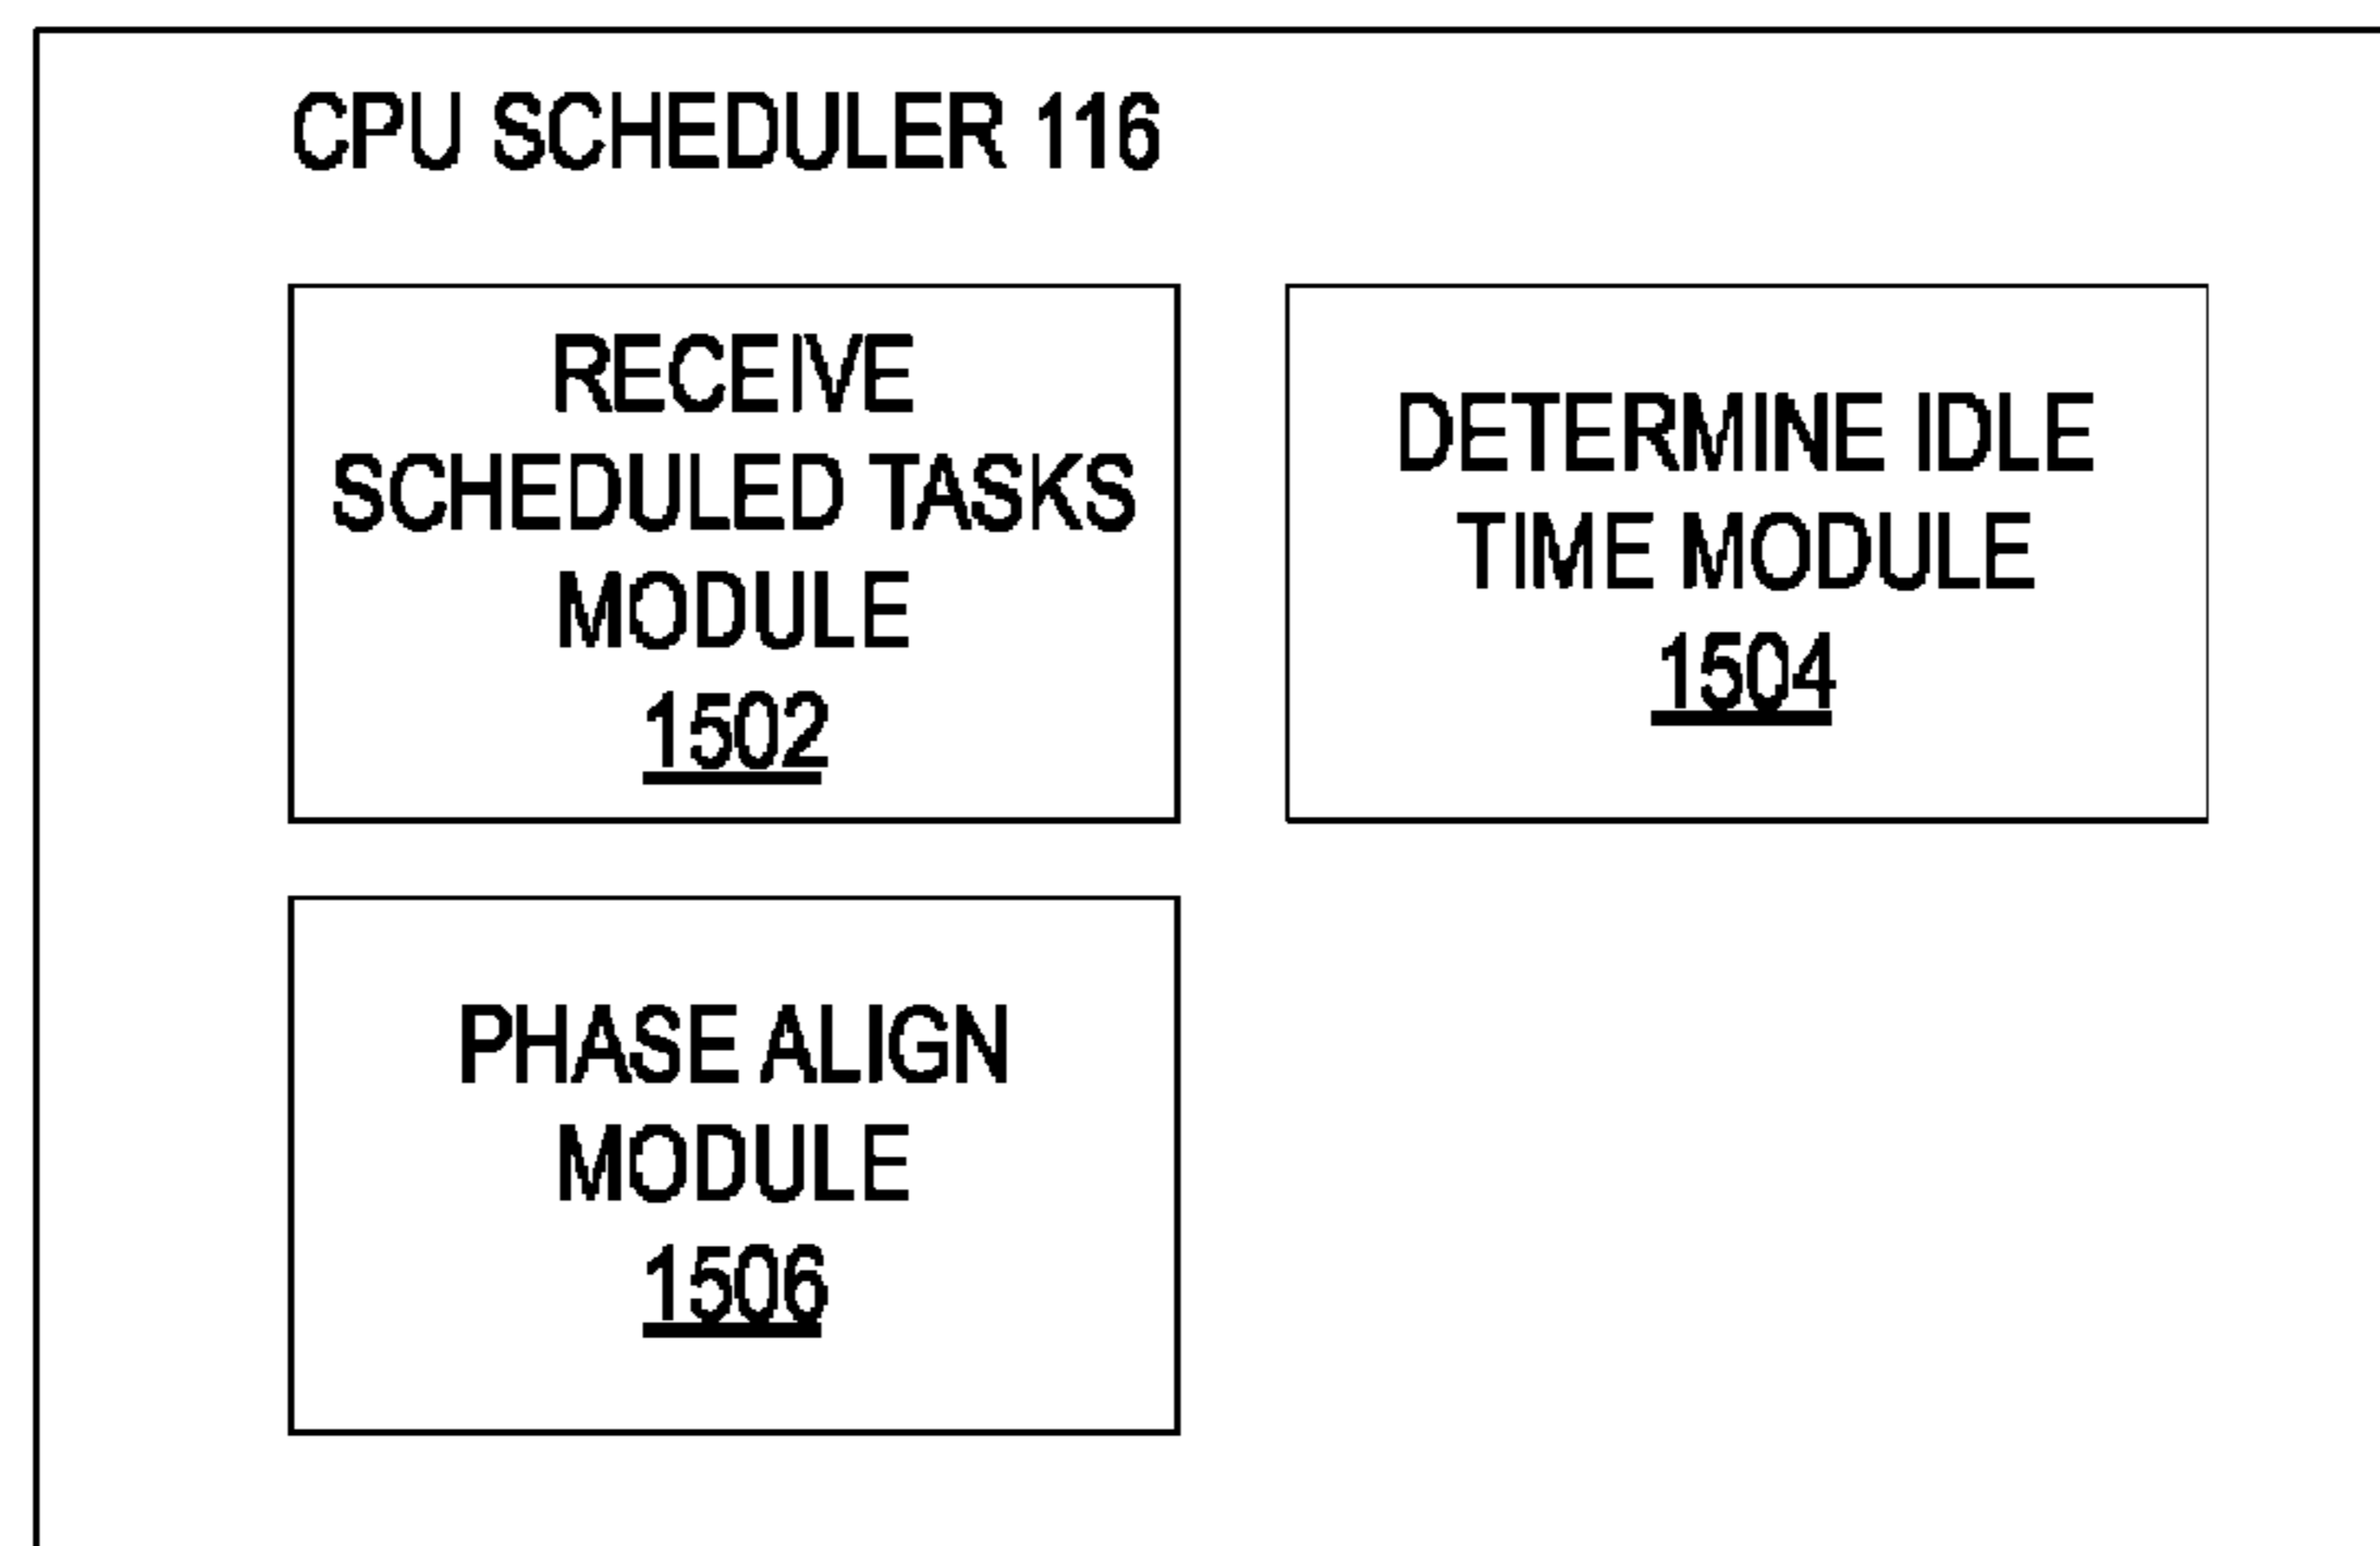 CPU SCHEDULER 116
RECEIVE
SCHEDULED TASKS
MODULE
1502
DETERMINE IDLE
TIME MODULE
1504
PHASE ALIGN
MODULE
1506